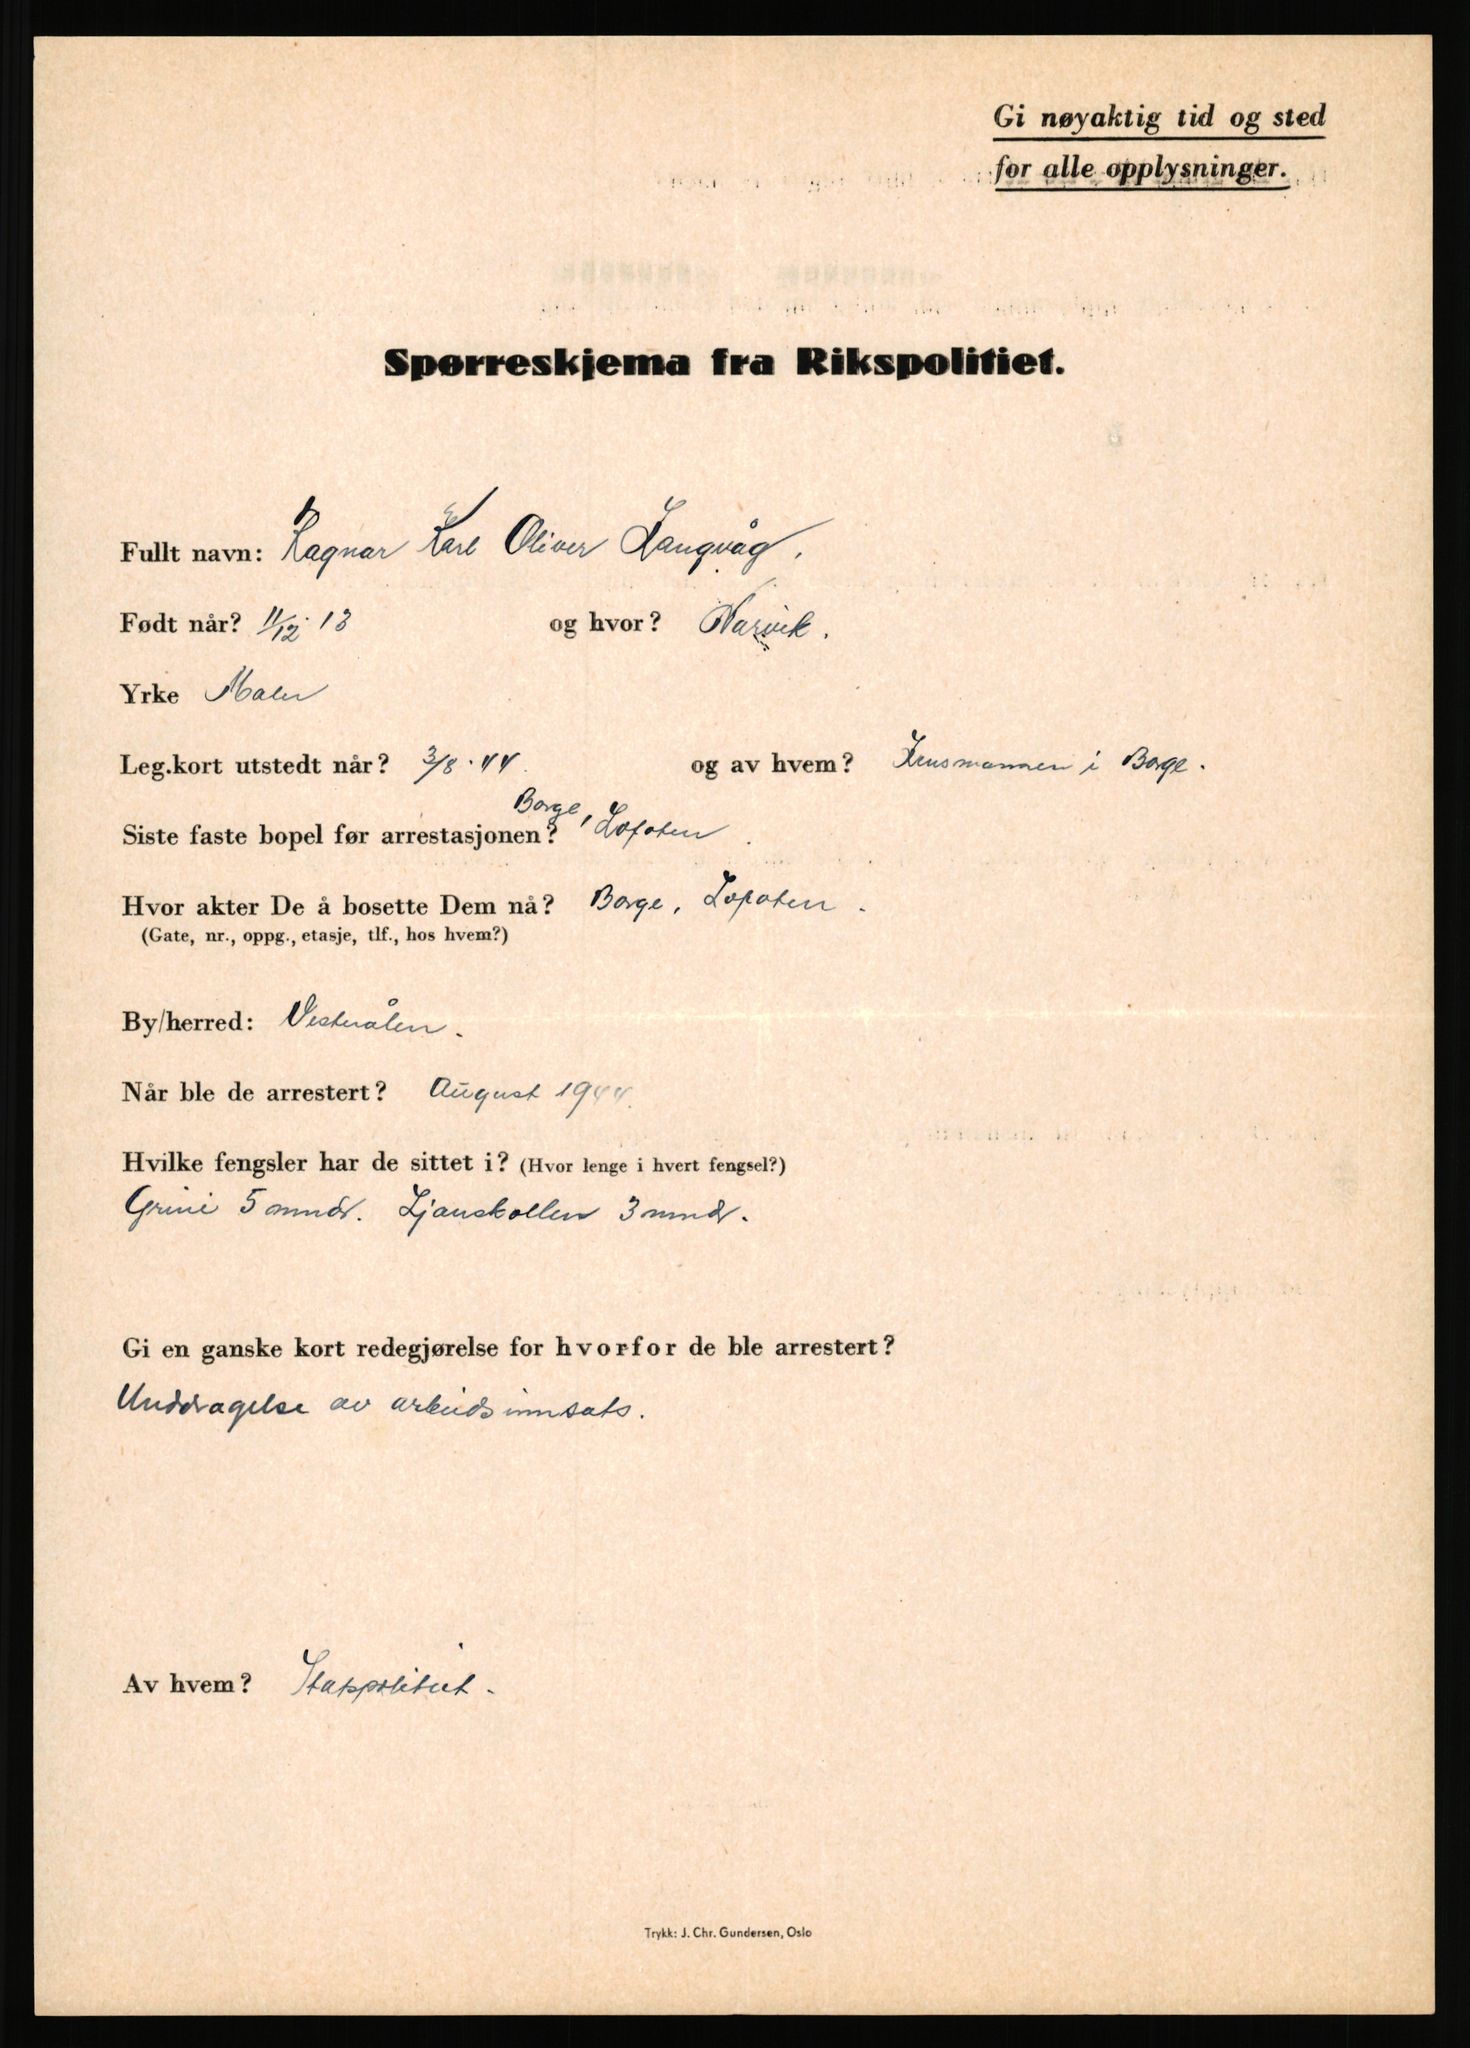 Gi nøyaktig tid og sted
for alle opplysninger.
Spørreskjema fra Rikspolitiet.
Fullt navn: Ragnar Karl Oliver Langvåg.
Født når? 11/12.13 og hvor? Narvik.
Yrke Maler
Leg.kort utstedt når? 3/8.44. og av hvem? Lensmannen i Borge.
Siste faste bopel før arrestasjonen? Borge, Lofoten.
Hvor akter De å bosette Dem nå? Borge, Lofoten.
(Gate, nr., oppg., etasje, tlf., hos hvem?)
By/herred: Vesterålen.
Når ble de arrestert? August 1944.
Hvilke fengsler har de sittet i? (Hvor lenge i hvert fengsel?)
Grini 5 mndr. Ljanskollen 3 mndr.
Gi en ganske kort redegjørelse for hvorfor de ble arrestert?
Unddragelse av arbeidsinnsats.
Av hvem? Statspolitiet.
Trykk: J. Chr. Gundersen, Oslo